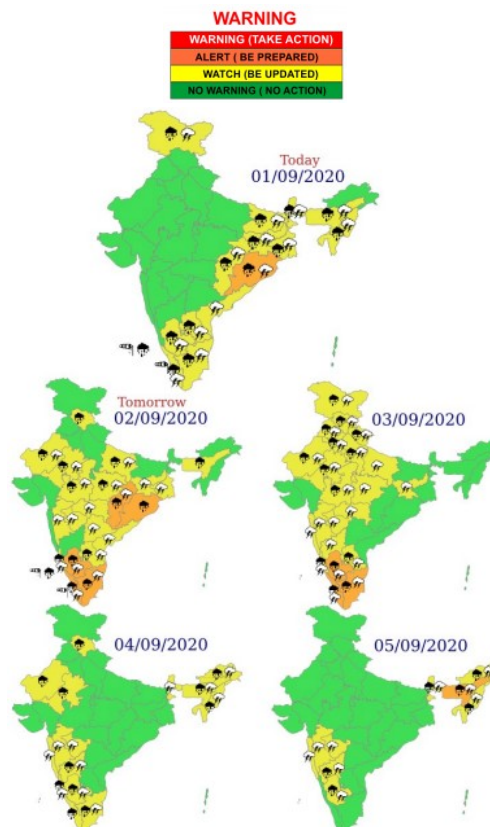 WARNING
WARNING (TAKE ACTION)
ALERT ( BE PREPARED)
WATCH (BE UPDATED)
NO WARNING ( NO ACTION)
Today
01/09/2020
Tomorrow
02/09/2020
03/09/2020
04/09/2020
05/09/2020